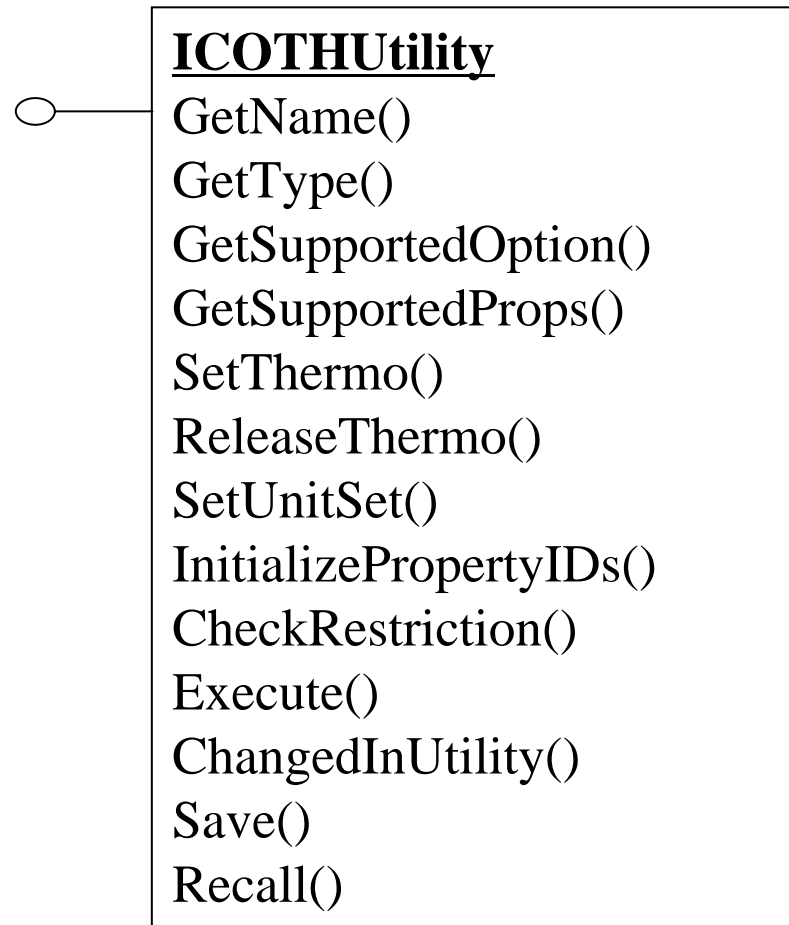 ICOTHUtility
GetName()
GetType()
GetSupportedOption()
GetSupportedProps()
SetThermo()
ReleaseThermo()
SetUnitSet()
InitializePropertyIDs()
CheckRestriction()
Execute()
ChangedInUtility()
Save()
Recall()